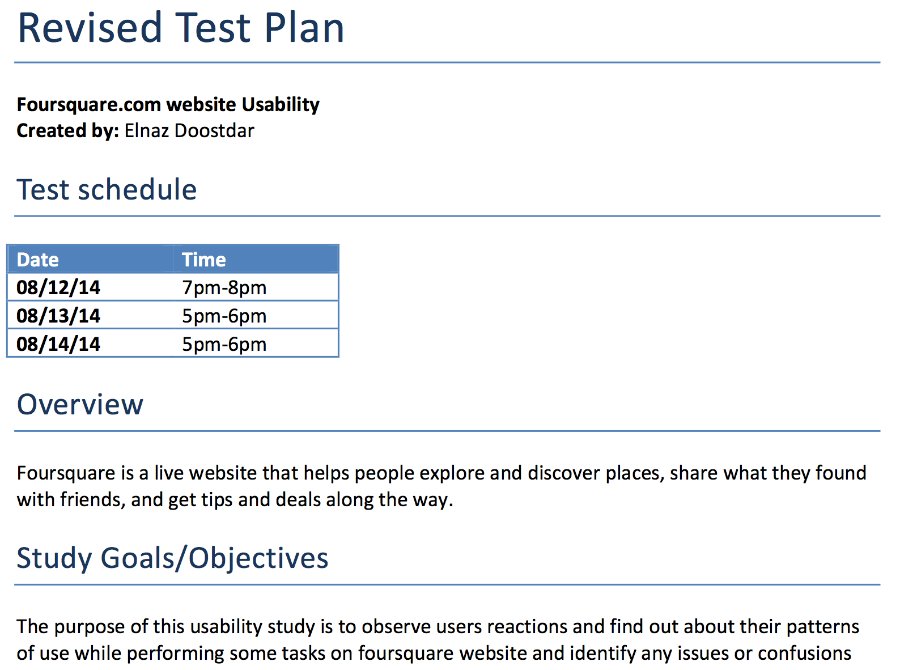 Revised Test Plan
Foursquare.com website Usability
Created by: Elnaz Doostdar
Test schedule
Date Time
08/12/14 7pm-8pm
08/13/14 5pm-6pm
08/14/14 5pm-6pm
Overview
Foursquare is a live website that helps people explore and discover places, share what they found
with friends, and get tips and deals along the way.
Study Goals/Objectives
The purpose of this usability study is to observe users reactions and find out about their patterns
of use while performing some tasks on foursquare website and identify any issues or confusions